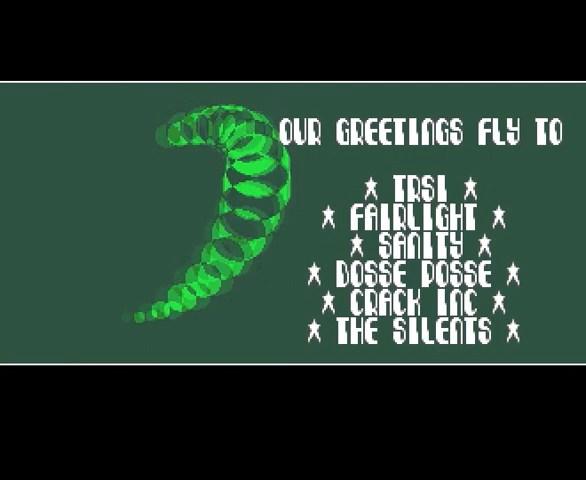 OUR GREETINGS FLY TO
★ TRSI ★
★ FAIRLIGHT ★
★ SANITY ★
★ DOSSE POSSE ★
★ CRACK INC ★
★ THE SILENTS ★